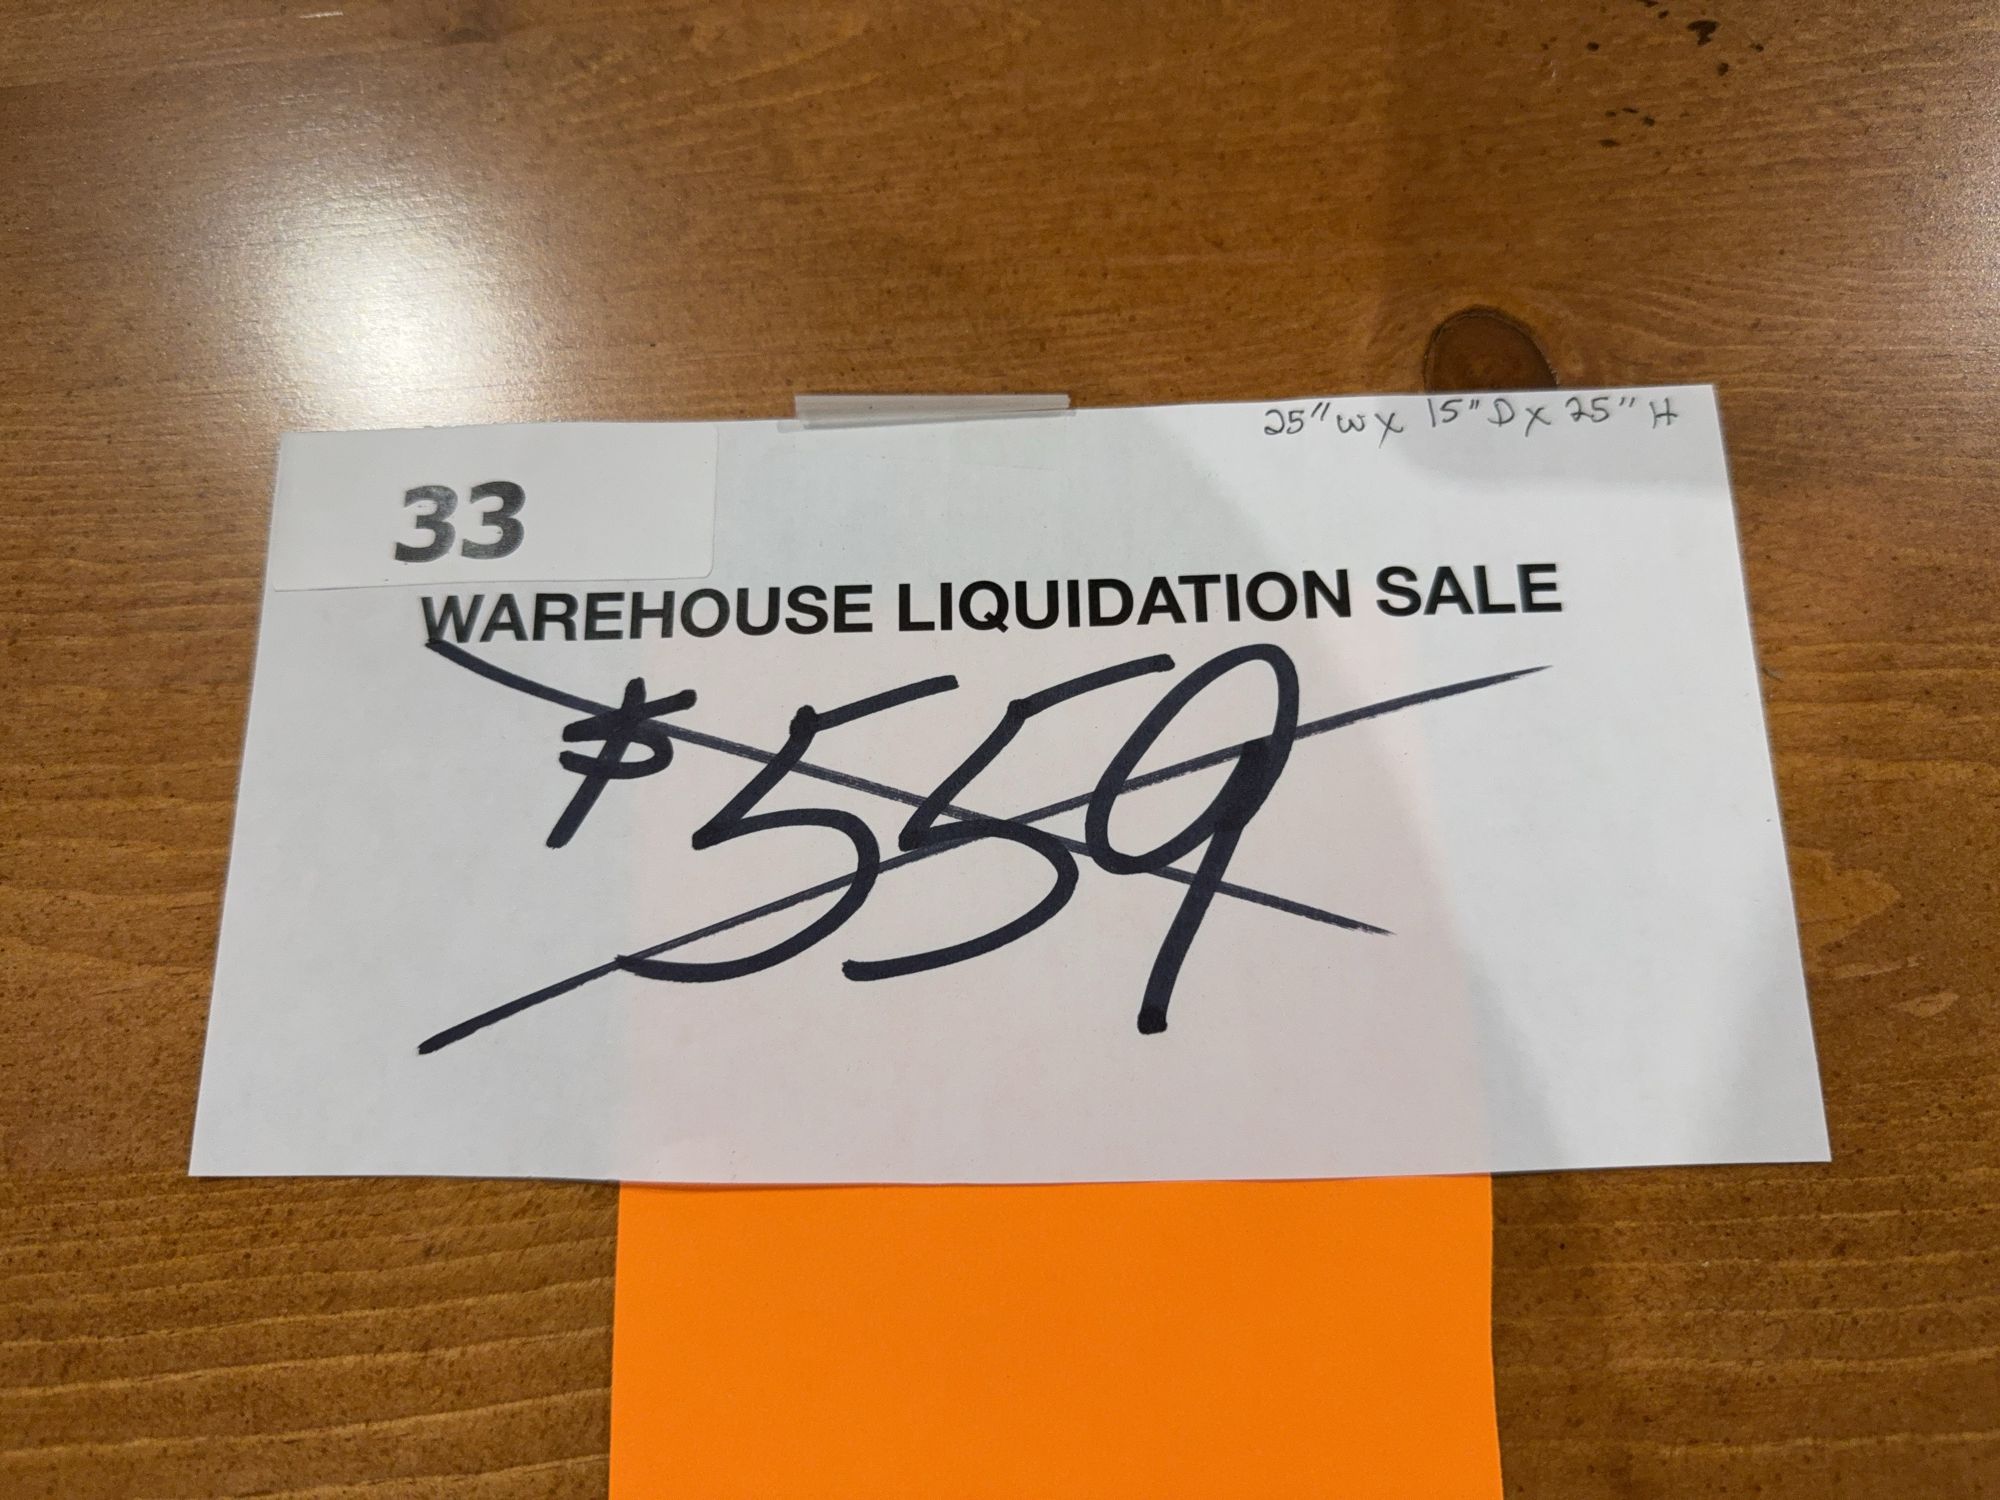 25" W x 15" D x 25" H
33
WAREHOUSE LIQUIDATION SALE
$559